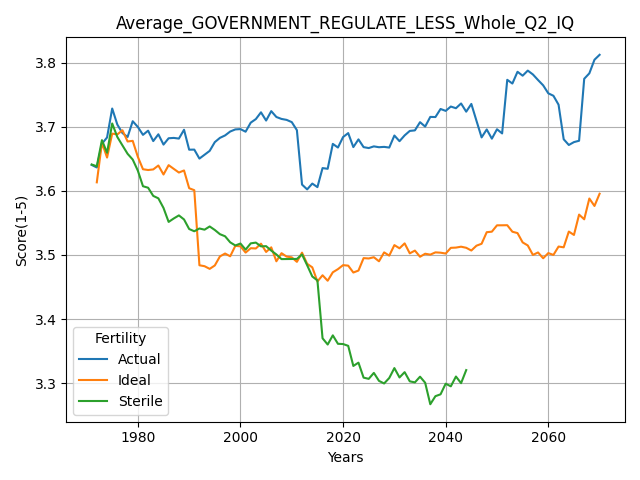 Average_GOVERNMENT_REGULATE_LESS_Whole_Q2_IQ
3.8
3.7
3.6
3.5
3.4
3.3
Score(1-5)
Fertility
Actual
Ideal
Sterile
1980 2000 2020 2040 2060
Years